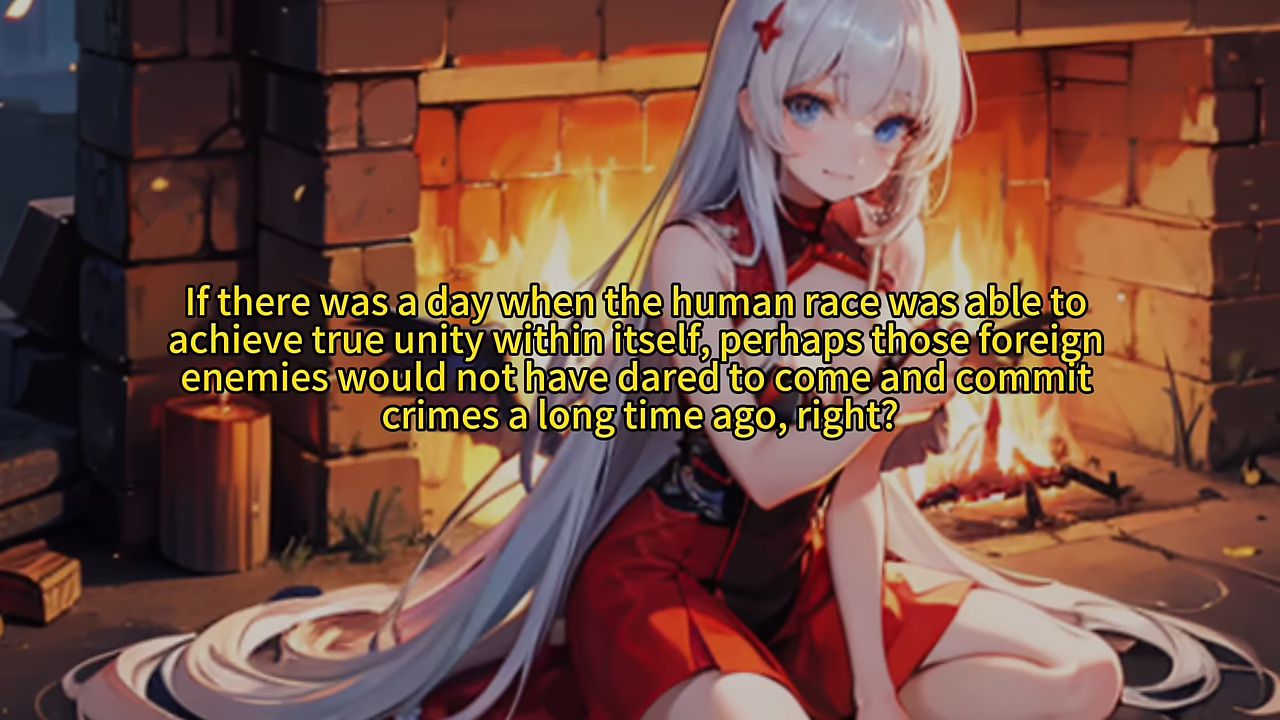 If there was a day when the human race was able to
achieve true unity within itself, perhaps those foreign
enemies would not have dared to come and commit
crimes a long time ago, right?